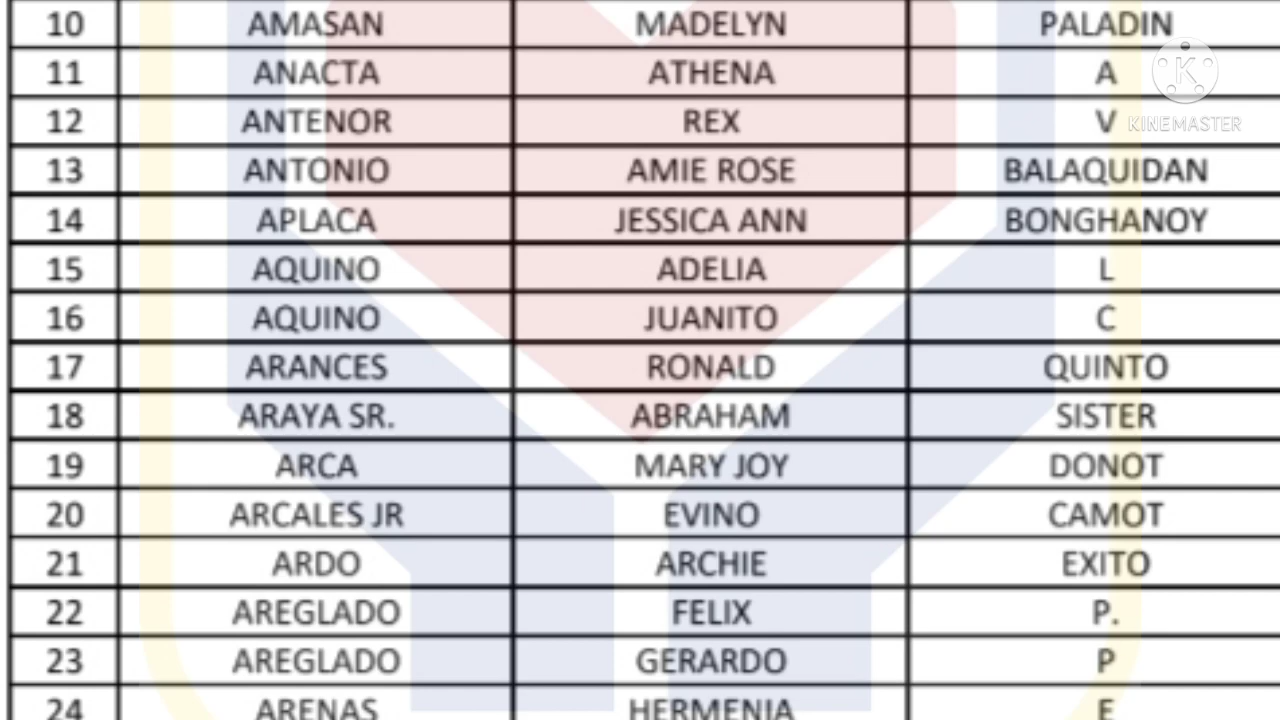 10 AMASAN MADELYN PALADIN
11 ANACTA ATHENA A
12 ANTENOR REX V
KINEMASTER
13 ANTONIO AMIE ROSE BALAQUIDAN
14 APLACA JESSICA ANN BONGHANOY
15 AQUINO ADELIA L
16 AQUINO JUANITO C
17 ARANCES RONALD QUINTO
18 ARAYA SR. ABRAHAM SISTER
19 ARCA MARY JOY DONOT
20 ARCALES JR EVINO CAMOT
21 ARDO ARCHIE EXITO
22 AREGLADO FELIX P.
23 AREGLADO GERARDO P
24 ARENAS HERMENIA E